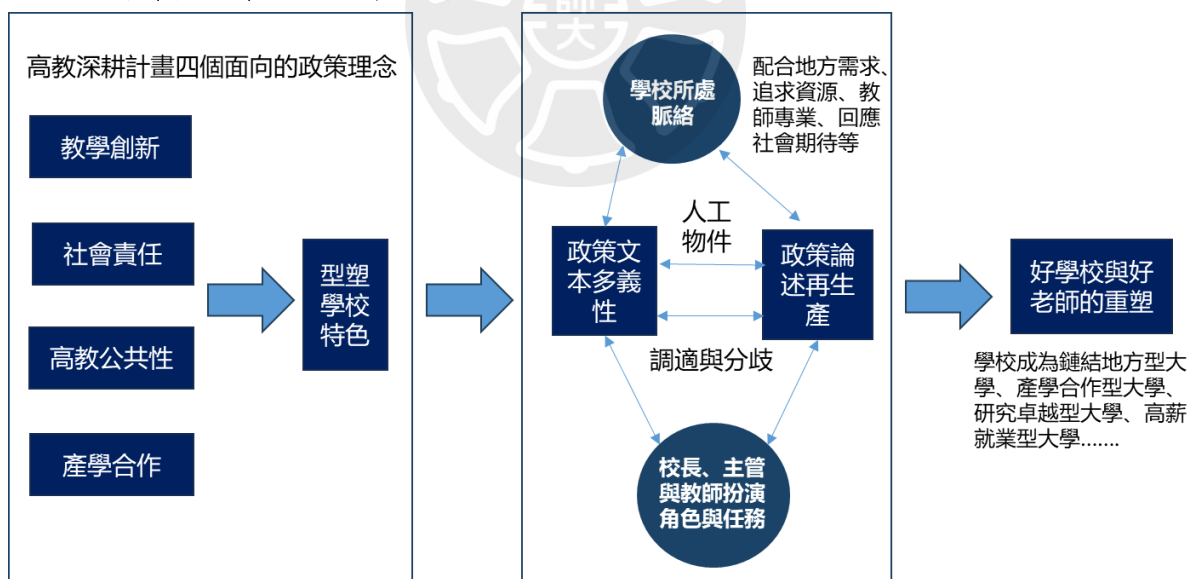 高教深耕計畫四個面向的政策理念
教學創新
社會責任
高教公共性
產學合作
型塑
學校
特色
學校所處
脈絡
配合地方需求、
追求資源、教
師專業、回應
社會期待等
人工
物件
政策文
本多義
性
政策論
述再生
產
調適與分歧
校長、主管
與教師扮演
角色與任務
好學校與好
老師的重塑
學校成為鏈結地方型大
學、產學合作型大學、
研究卓越型大學、高薪
就業型大學.......
師大